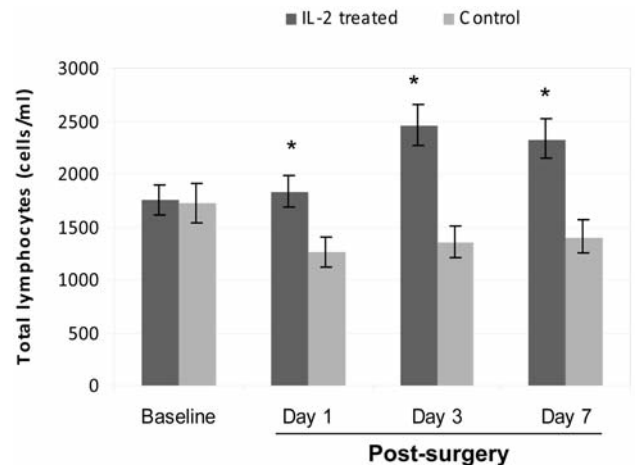 IL-2 treated Control
Total lymphocytes (cells/ml)
3000
2500
2000
1500
1000
500
0
* * *
Baseline Day 1 Day 3 Day 7
Post-surgery